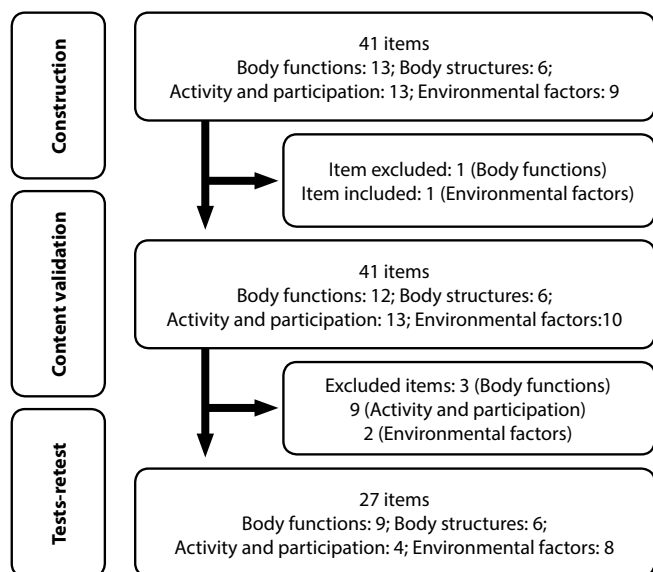 Construction
41 items
Body functions: 13; Body structures: 6;
Activity and participation: 13; Environmental factors: 9
Item excluded: 1 (Body functions)
Item included: 1 (Environmental factors)
Content validation
41 items
Body functions: 12; Body structures: 6;
Activity and participation: 13; Environmental factors:10
Excluded items: 3 (Body functions)
9 (Activity and participation)
2 (Environmental factors)
Tests-retest
27 items
Body functions: 9; Body structures: 6;
Activity and participation: 4; Environmental factors: 8